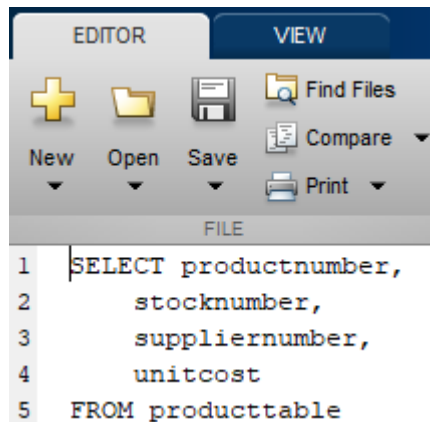 EDITOR VIEW
Find Files
Compare
Print
New Open Save
FILE
1 SELECT productnumber,
2 stocknumber,
3 suppliernumber,
4 unitcost
5 FROM producttable